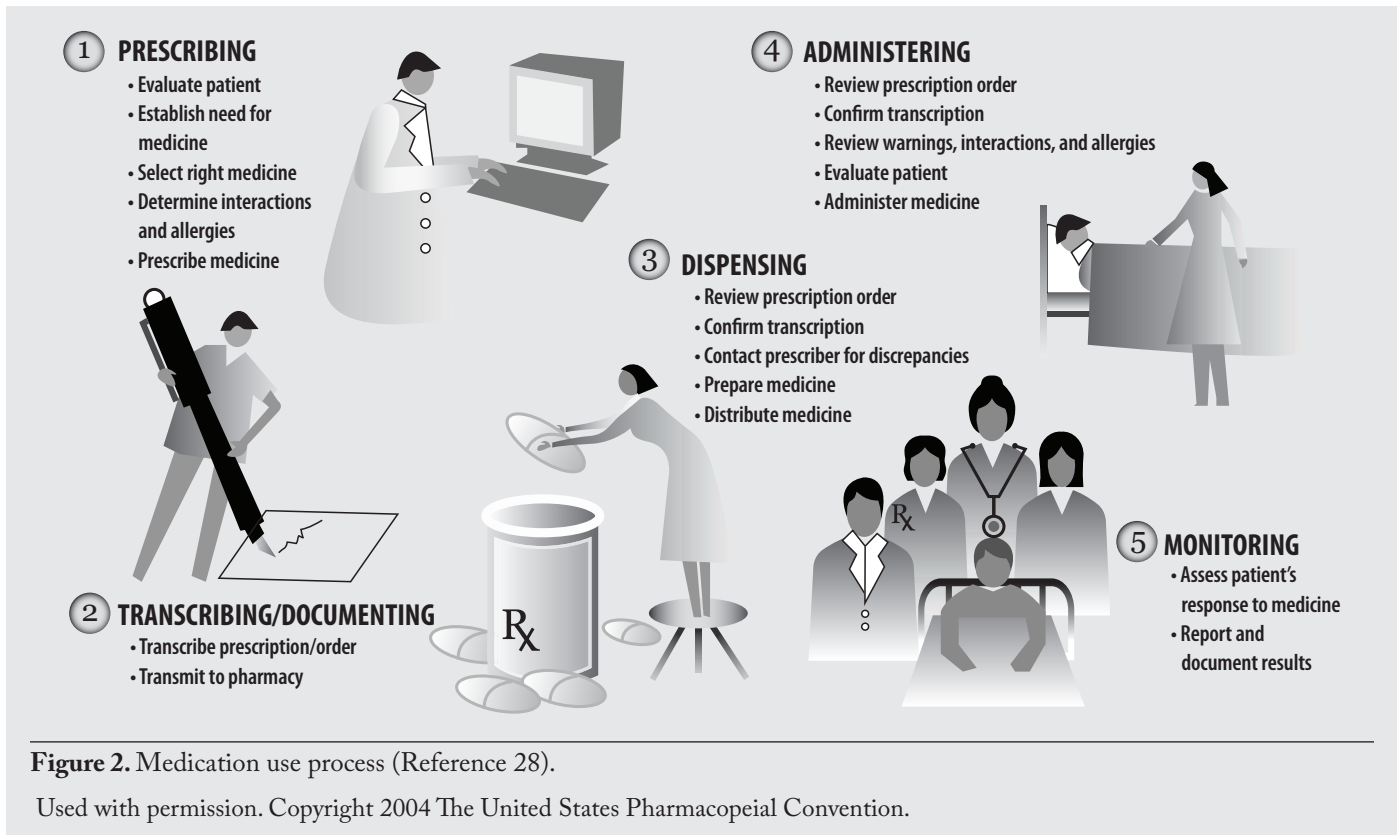 1 PRESCRIBING
• Evaluate patient
• Establish need for
medicine
• Select right medicine
• Determine interactions
and allergies
• Prescribe medicine
2 TRANSCRIBING/DOCUMENTING
• Transcribe prescription/order
• Transmit to pharmacy
Rx
3 DISPENSING
• Review prescription order
• Confirm transcription
• Contact prescriber for discrepancies
• Prepare medicine
• Distribute medicine
4 ADMINISTERING
• Review prescription order
• Confirm transcription
• Review warnings, interactions, and allergies
• Evaluate patient
• Administer medicine
Rx
5 MONITORING
• Assess patient’s
response to medicine
• Report and
document results
Figure 2. Medication use process (Reference 28).
Used with permission. Copyright 2004 The United States Pharmacopeial Convention.